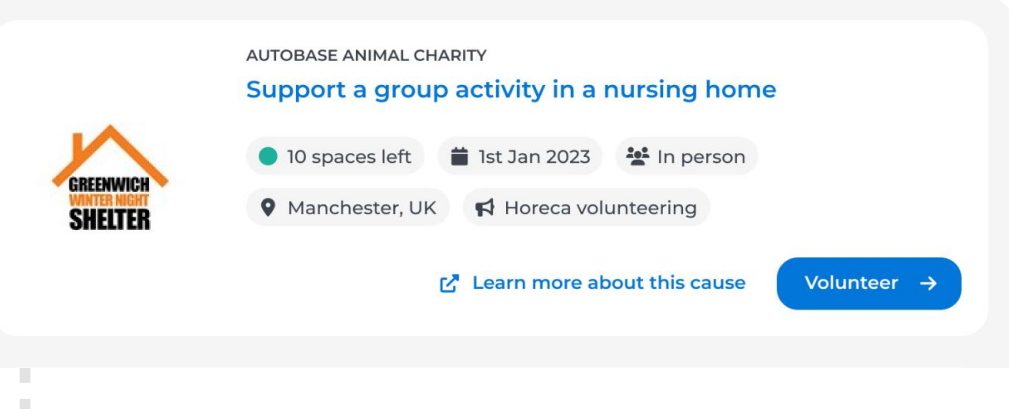 AUTOBASE ANIMAL CHARITY
Support a group activity in a nursing home
GREENWICH
WINTER NIGHT
SHELTER
10 spaces left
1st Jan 2023
In person
Manchester, UK
Horeca volunteering
Learn more about this cause
Volunteer